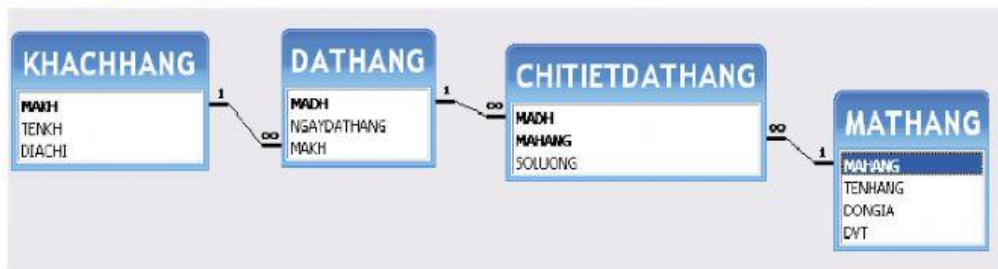 KHACHHANG
MAKH
TENKH
DIACHI
1
∞
DATHANG
MADH
NGAYDATHANG
MAKH
1
∞
CHITIETDATHANG
MADH
MAHANG
SOLUONG
∞
1
MATHANG
MAHANG
TENHANG
DONGIA
DVT